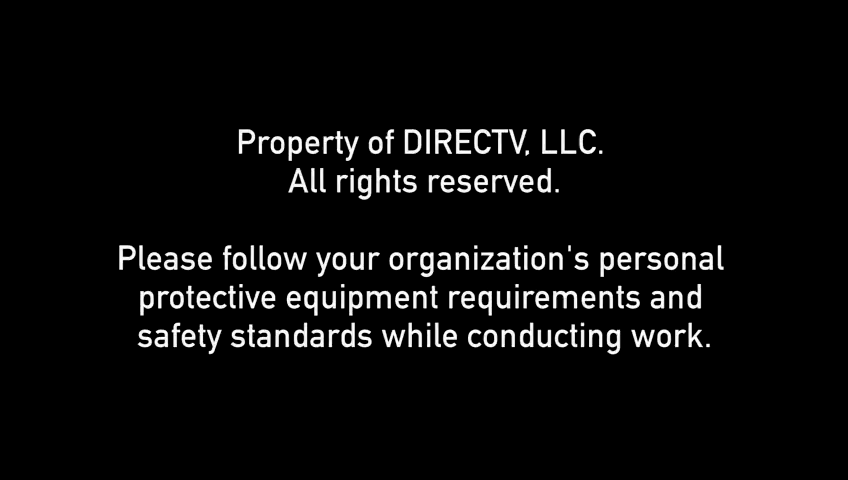 Property of DIRECTV, LLC.
All rights reserved.
Please follow your organization's personal
protective equipment requirements and
safety standards while conducting work.